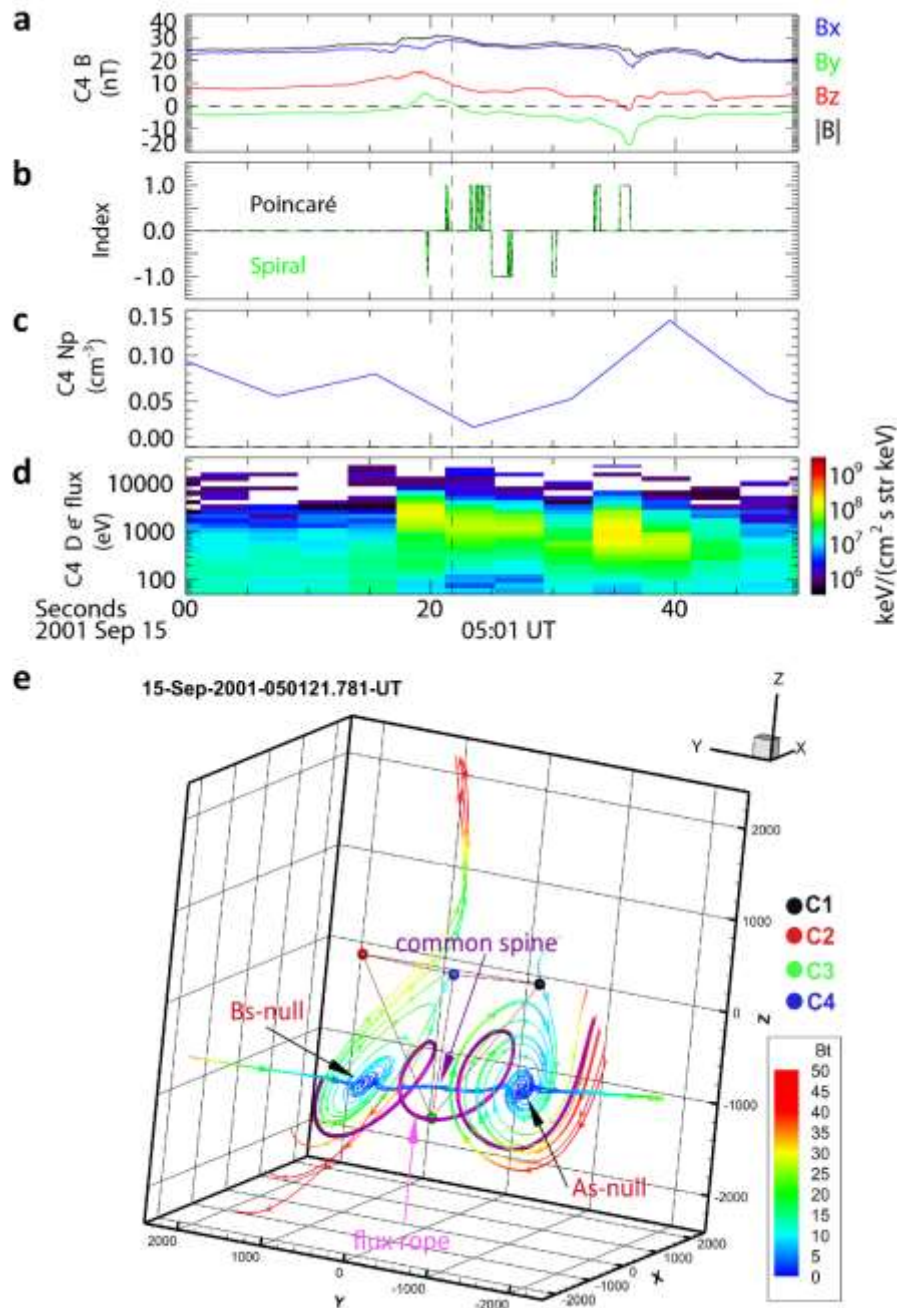 a
40
30
20
10
0
-10
-20
C4 B
(nT)
Bx
By
Bz
|B|
b
1.0
0.0
-1.0
Index
Poincaré
Spiral
c
0.15
0.10
0.05
0.00
C4 Np
(cm⁻³)
d
10000
1000
100
C4 D e⁻ flux
(eV)
10⁹
10⁸
10⁷
10⁶
keV/(cm² s str keV)
Seconds
00
20
40
2001 Sep 15
05:01 UT
e
15-Sep-2001-050121.781-UT
Z
Y
X
2000
1000
0
-1000
-2000
Z
common spine
Bs-null
As-null
flux rope
C1
C2
C3
C4
Bt
50
45
40
35
30
25
20
15
10
5
0
2000
1000
0
-1000
-2000
Y
-2000
-1000
0
1000
2000
X